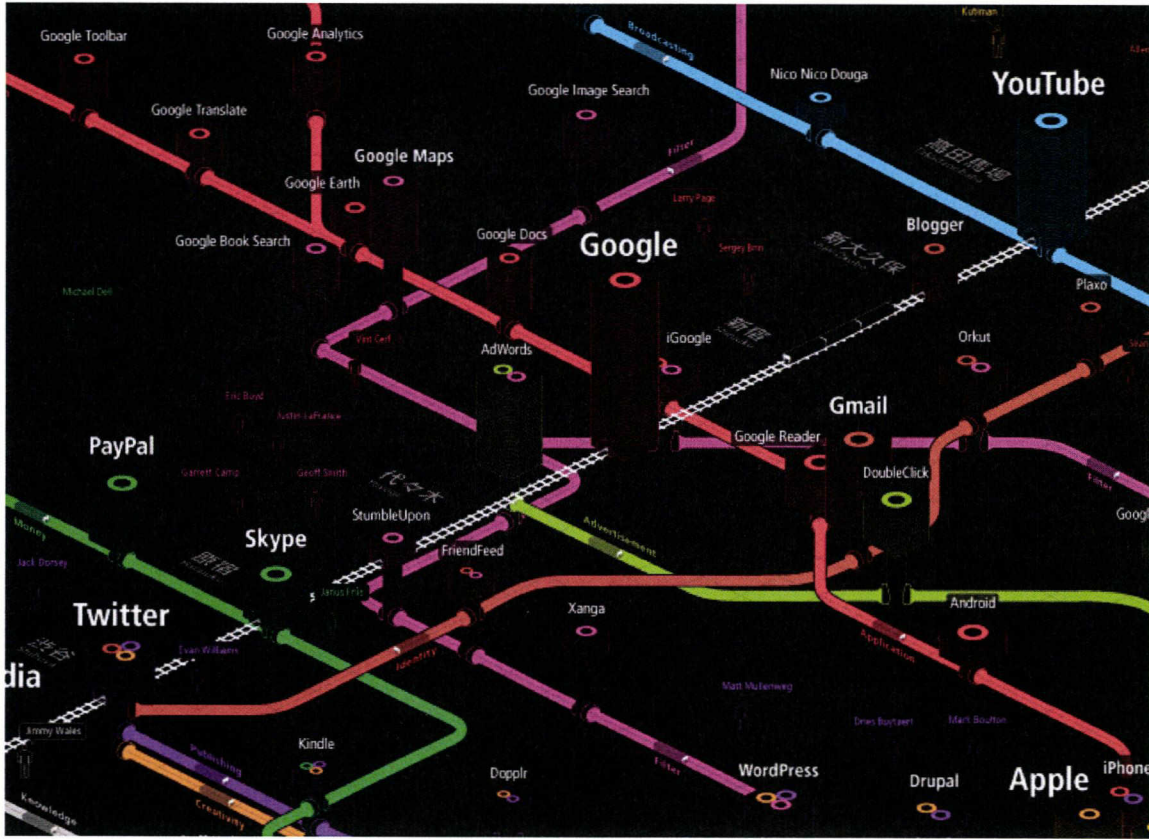 Kutiman
Google Toolbar
Google Analytics
Broadcasting
Nico Nico Douga
YouTube
Google Image Search
Google Translate
Filter
高田馬場
Google Maps
Google Earth
Larry Page
Google Book Search
Google Docs
Google
Sergey Brin
新大久保
Blogger
Michael Dell
Plaxo
Vint Cerf
AdWords
iGoogle
新宿
Orkut
Eric Boyd
Justin LaFrance
Gmail
PayPal
Google Reader
Garrett Camp
Geoff Smith
代々木
DoubleClick
Filter
Money
StumbleUpon
Advertisement
Google
Skype
FriendFeed
Jack Dorsey
原宿
Janus Friis
Android
Twitter
Xanga
渋谷
Evan Williams
Identity
Application
dia
Matt Mullenweg
Jimmy Wales
Dries Buytaert
Mark Boulton
Publishing
Kindle
Filter
WordPress
Dopplr
Drupal
Apple
iPhone
Knowledge
Creativity